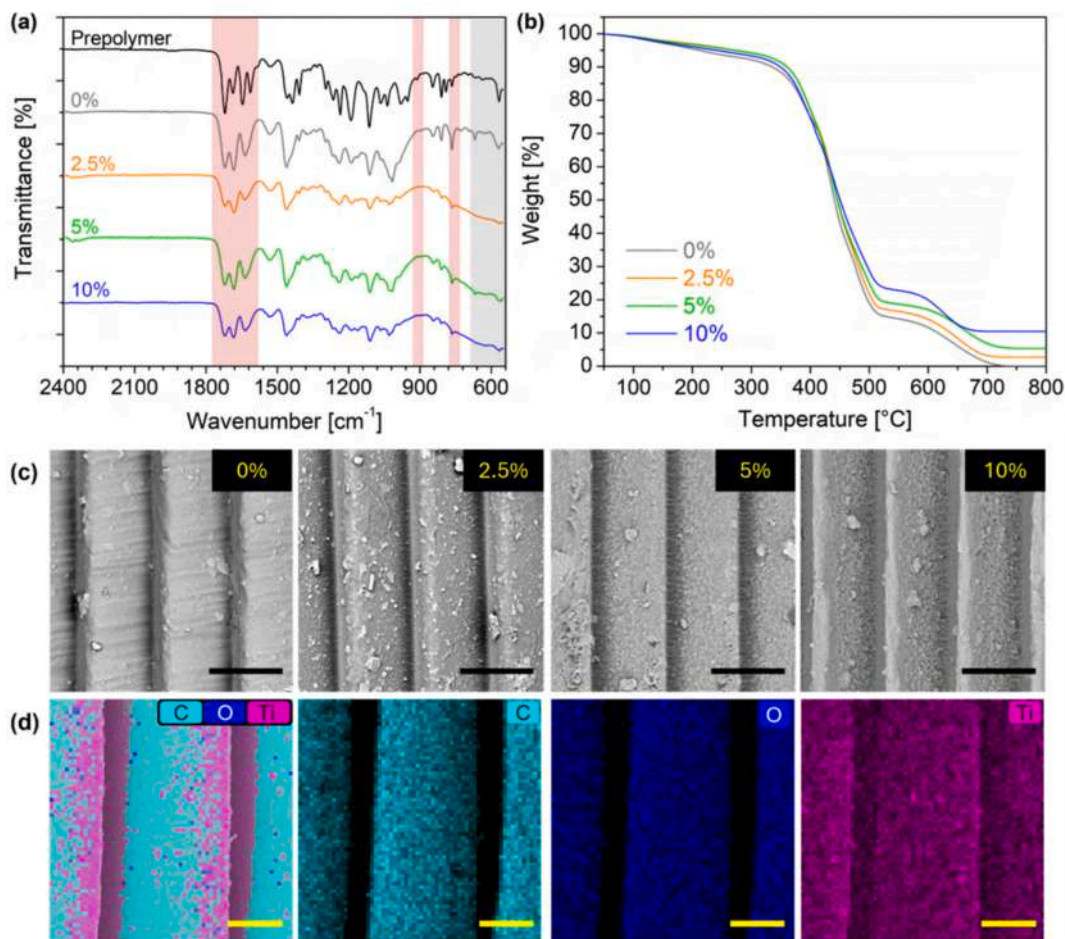 (a)
Prepolymer
0%
2.5%
5%
10%
Transmittance [%]
2400 2100 1800 1500 1200 900 600
Wavenumber [cm⁻¹]
(b)
100
90
80
70
60
50
40
30
20
10
0
Weight [%]
0%
2.5%
5%
10%
100 200 300 400 500 600 700 800
Temperature [°C]
(c)
0% 2.5% 5% 10%
(d)
C O Ti C O Ti